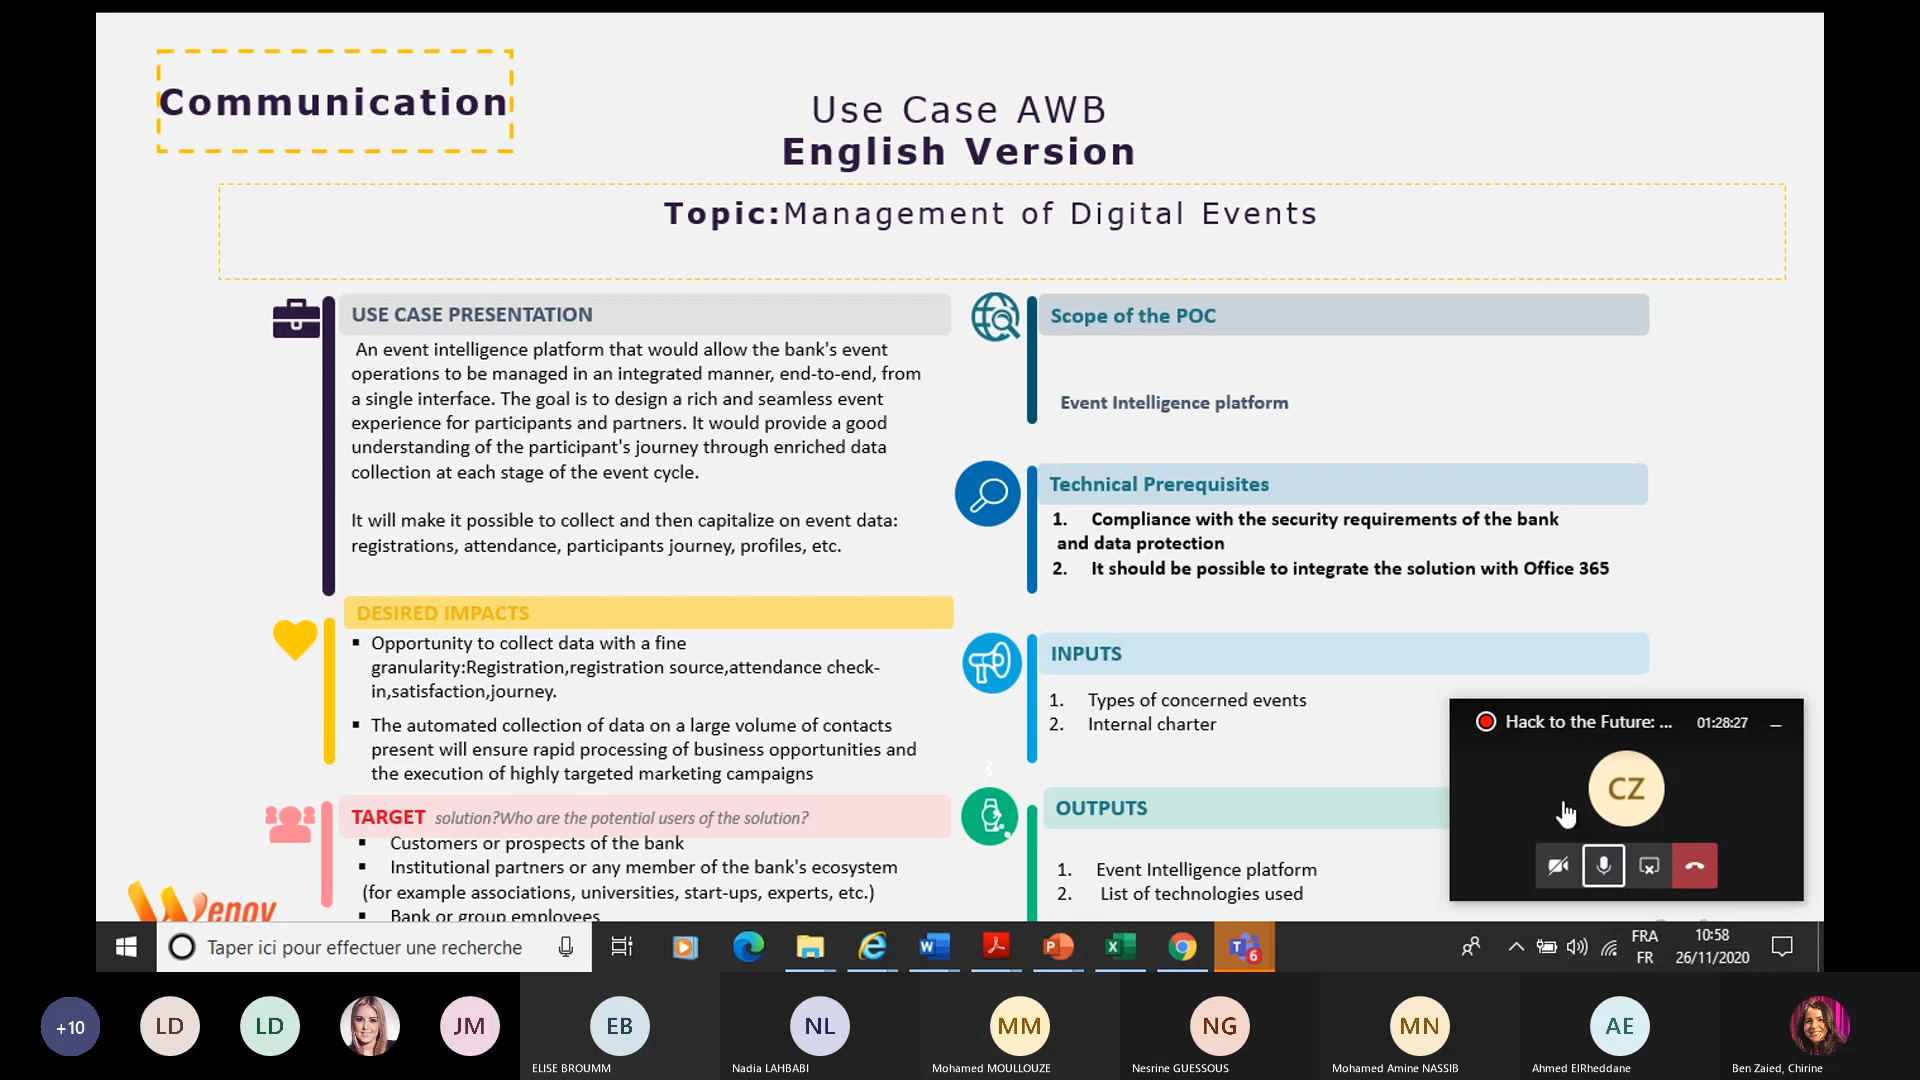 Communication
Use Case AWB
English Version
Topic:Management of Digital Events
USE CASE PRESENTATION
An event intelligence platform that would allow the bank's event
operations to be managed in an integrated manner, end-to-end, from
a single interface. The goal is to design a rich and seamless event
experience for participants and partners. It would provide a good
understanding of the participant's journey through enriched data
collection at each stage of the event cycle.
It will make it possible to collect and then capitalize on event data:
registrations, attendance, participants journey, profiles, etc.
DESIRED IMPACTS
▪ Opportunity to collect data with a fine
granularity:Registration,registration source,attendance check-
in,satisfaction,journey.
▪ The automated collection of data on a large volume of contacts
present will ensure rapid processing of business opportunities and
the execution of highly targeted marketing campaigns
TARGET solution?Who are the potential users of the solution?
▪ Customers or prospects of the bank
▪ Institutional partners or any member of the bank's ecosystem
(for example associations, universities, start-ups, experts, etc.)
▪ Bank or group employees
Wenov
Scope of the POC
Event Intelligence platform
Technical Prerequisites
1. Compliance with the security requirements of the bank
and data protection
2. It should be possible to integrate the solution with Office 365
INPUTS
1. Types of concerned events
2. Internal charter
OUTPUTS
1. Event Intelligence platform
2. List of technologies used
Hack to the Future: ... 01:28:27
CZ
Taper ici pour effectuer une recherche
6
FRA
FR
10:58
26/11/2020
+10
LD
LD
JM
EB
ELISE BROUMM
NL
Nadia LAHBABI
MM
Mohamed MOULLOUZE
NG
Nesrine GUESSOUS
MN
Mohamed Amine NASSIB
AE
Ahmed ElRheddane
Ben Zaied, Chirine